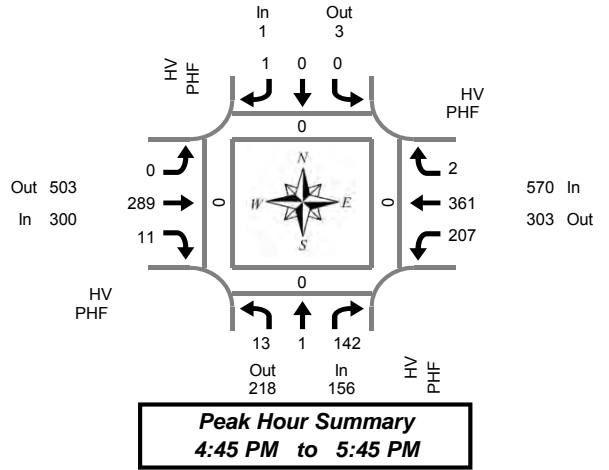 In Out
1 3
HV
PHF
1 0 0
HV
PHF
0
0
2
N
W E
S
Out 503
289
0
0
361
570 In
In 300
303 Out
11
207
HV
PHF
0
13 1 142
Out In
218 156
HV
PHF
Peak Hour Summary
4:45 PM to 5:45 PM